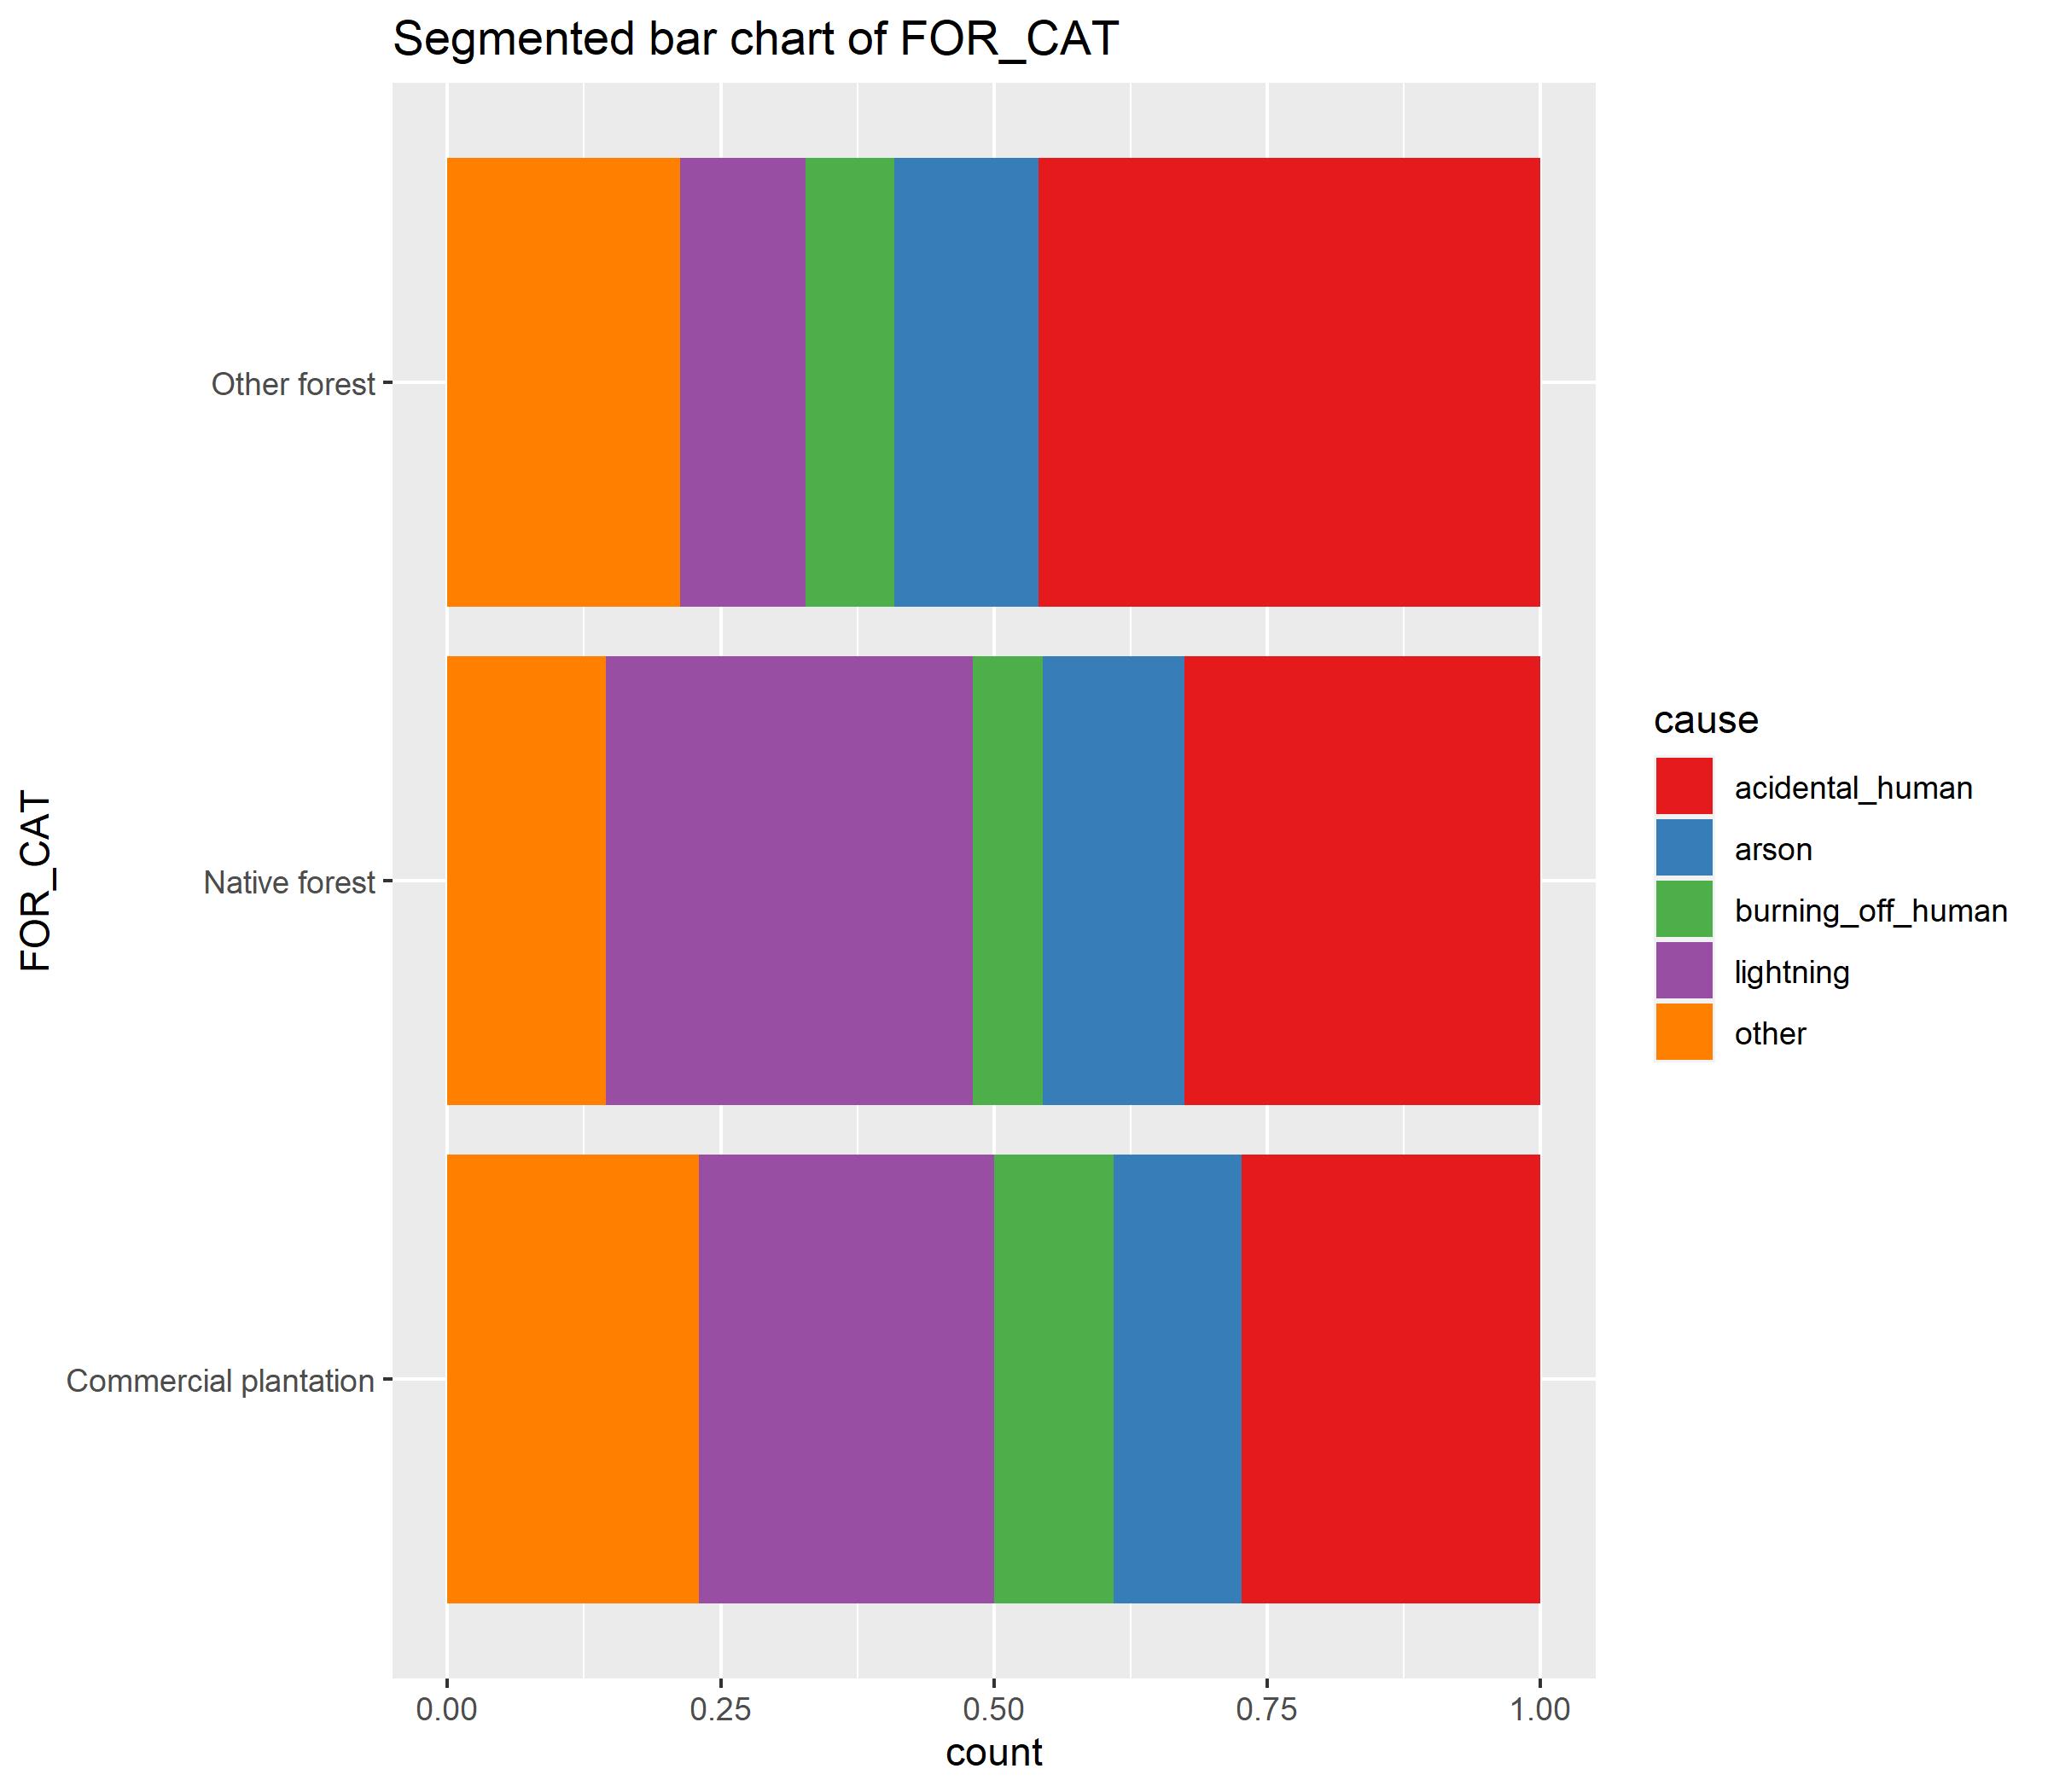 Segmented bar chart of FOR_CAT
FOR_CAT
Other forest
Native forest
Commercial plantation
0.00 0.25 0.50 0.75 1.00
count
cause
acidental_human
arson
burning_off_human
lightning
other